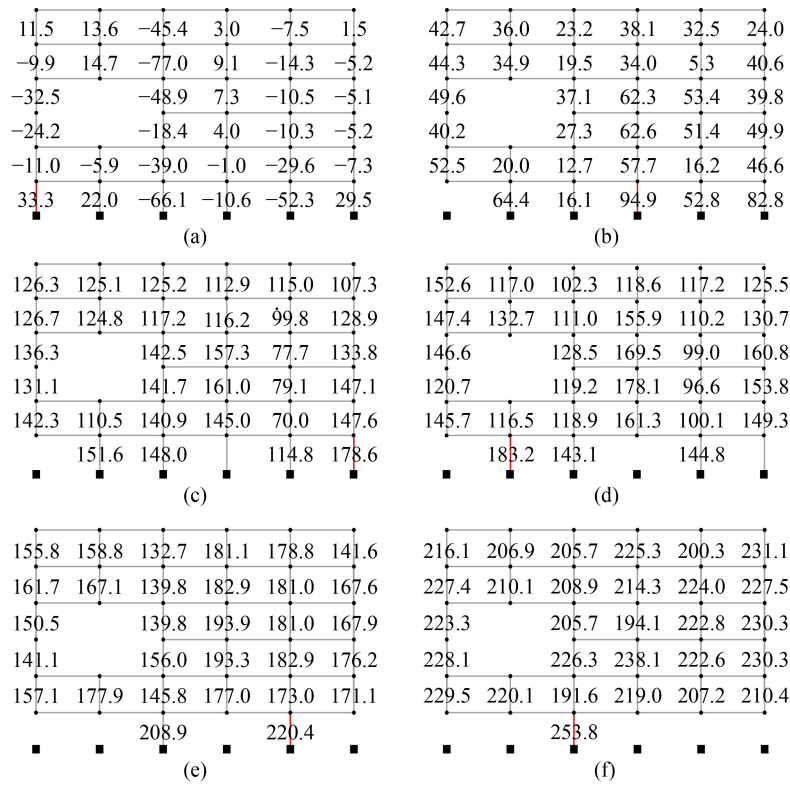 11.5 13.6 −45.4 3.0 −7.5 1.5
−9.9 14.7 −77.0 9.1 −14.3 −5.2
−32.5 −48.9 7.3 −10.5 −5.1
−24.2 −18.4 4.0 −10.3 −5.2
−11.0 −5.9 −39.0 −1.0 −29.6 −7.3
33.3 22.0 −66.1 −10.6 −52.3 29.5
(a)
42.7 36.0 23.2 38.1 32.5 24.0
44.3 34.9 19.5 34.0 5.3 40.6
49.6 37.1 62.3 53.4 39.8
40.2 27.3 62.6 51.4 49.9
52.5 20.0 12.7 57.7 16.2 46.6
64.4 16.1 94.9 52.8 82.8
(b)
126.3 125.1 125.2 112.9 115.0 107.3
126.7 124.8 117.2 116.2 99.8 128.9
136.3 142.5 157.3 77.7 133.8
131.1 141.7 161.0 79.1 147.1
142.3 110.5 140.9 145.0 70.0 147.6
151.6 148.0 114.8 178.6
(c)
152.6 117.0 102.3 118.6 117.2 125.5
147.4 132.7 111.0 155.9 110.2 130.7
146.6 128.5 169.5 99.0 160.8
120.7 119.2 178.1 96.6 153.8
145.7 116.5 118.9 161.3 100.1 149.3
183.2 143.1 144.8
(d)
155.8 158.8 132.7 181.1 178.8 141.6
161.7 167.1 139.8 182.9 181.0 167.6
150.5 139.8 193.9 181.0 167.9
141.1 156.0 193.3 182.9 176.2
157.1 177.9 145.8 177.0 173.0 171.1
208.9 220.4
(e)
216.1 206.9 205.7 225.3 200.3 231.1
227.4 210.1 208.9 214.3 224.0 227.5
223.3 205.7 194.1 222.8 230.3
228.1 226.3 238.1 222.6 230.3
229.5 220.1 191.6 219.0 207.2 210.4
253.8
(f)